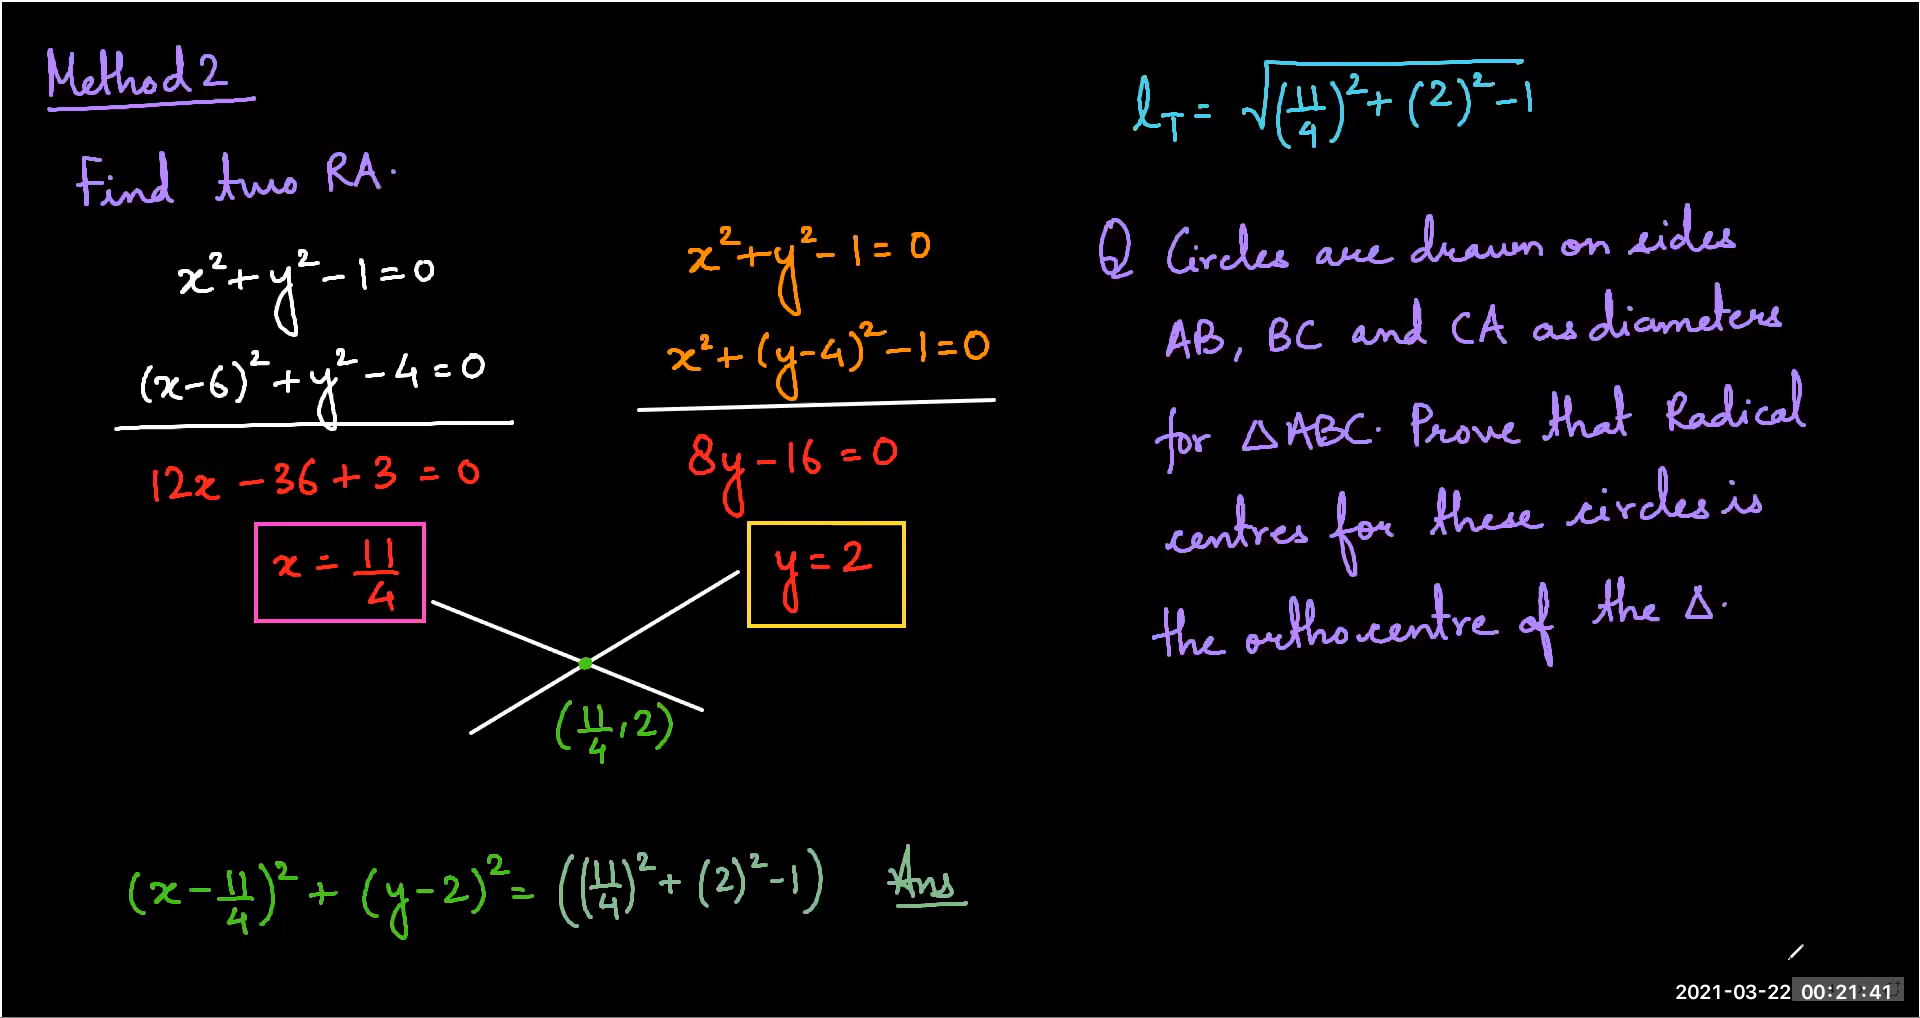 Method 2
Find two RA.
x² + y² - 1 = 0
(x-6)² + y² - 4 = 0
12x - 36 + 3 = 0
x = 11/4
x² + y² - 1 = 0
x² + (y-4)² - 1 = 0
8y - 16 = 0
y = 2
(11/4, 2)
(x - 11/4)² + (y - 2)² = ((11/4)² + (2)² - 1) Ans
l_T = √((11/4)² + (2)² - 1)
Q Circles are drawn on sides
AB, BC and CA as diameters
for △ABC. Prove that Radical
centres for these circles is
the orthocentre of the △.
2021-03-22 00:21:41